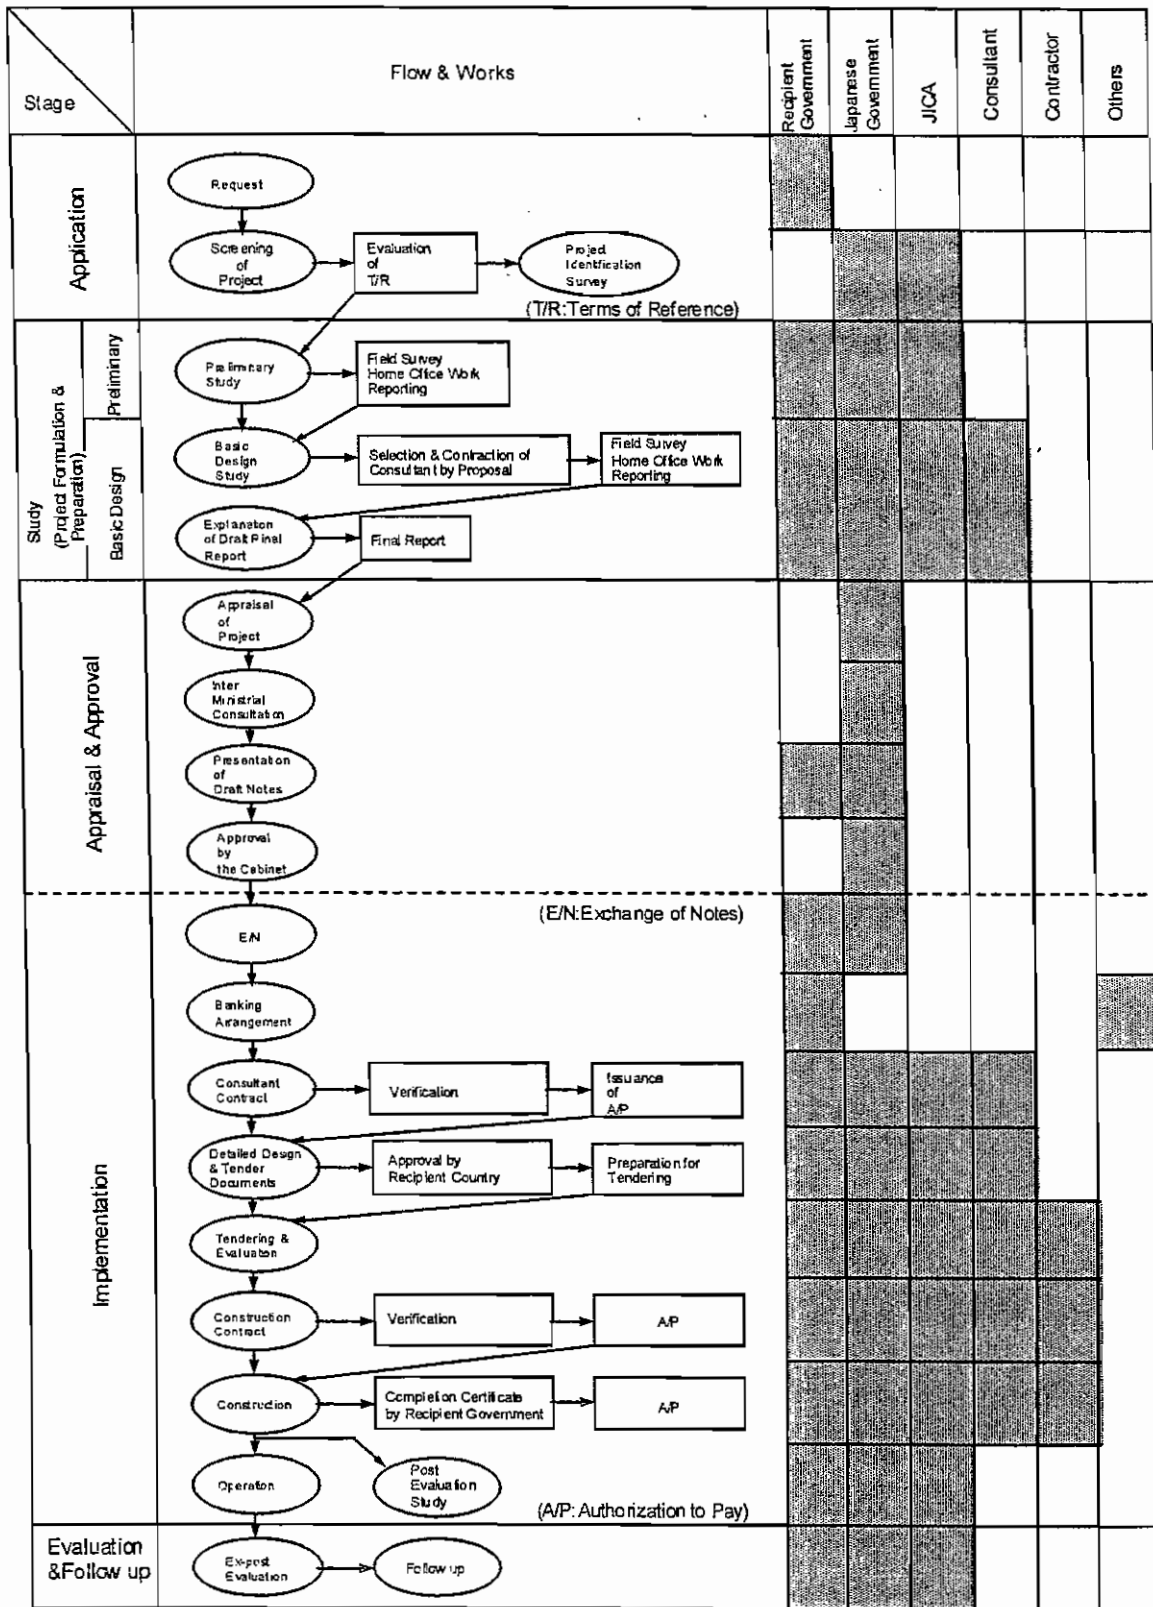 Stage
Flow & Works
Recipient
Government
Japanese
Government
JICA
Consultant
Contractor
Others
Application
Request
Screening
of
Project
Evaluation
of
T/R
Project
Identification
Survey
(T/R:Terms of Reference)
Study
(Project Formulation &
Preparation)
Preliminary
Preliminary
Study
Field Survey
Home Office Work
Reporting
Basic Design
Basic
Design
Study
Selection & Contraction of
Consultant by Proposal
Field Survey
Home Office Work
Reporting
Explanation
of Draft Final
Report
Final Report
Appraisal & Approval
Appraisal
of
Project
Inter
Ministrial
Consultation
Presentation
of
Draft Notes
Approval
by
the Cabinet
(E/N:Exchange of Notes)
Implementation
E/N
Banking
Arrangement
Consultant
Contract
Verification
Issuance
of
A/P
Detailed Design
& Tender
Documents
Approval by
Recipient Country
Preparation for
Tendering
Tendering &
Evaluation
Construction
Contract
Verification
A/P
Construction
Completion Certificate
by Recipient Government
A/P
Operation
Post
Evaluation
Study
(A/P: Authorization to Pay)
Evaluation
&Follow up
Ex-post
Evaluation
Follow up